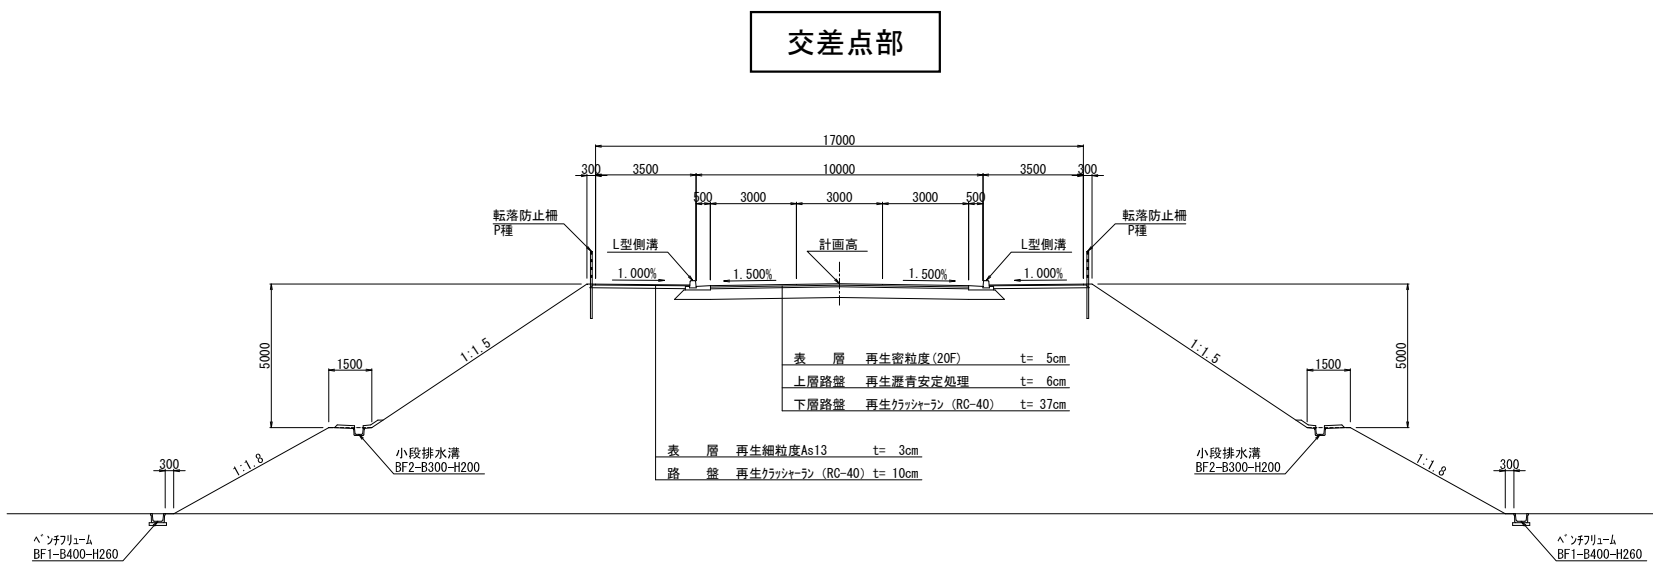 交差点部
17000
300 3500 10000 3500 300
500 3000 3000 3000 500
転落防止柵
P種
L型側溝
計画高
L型側溝
転落防止柵
P種
1.000% 1.500% 1.500% 1.000%
5000
1:1.5
1500
1:1.5
1500
5000
表 層 再生密粒度(20F) t= 5cm
上層路盤 再生瀝青安定処理 t= 6cm
下層路盤 再生ｸﾗｯｼｬｰﾗﾝ (RC-40) t= 37cm
表 層 再生細粒度As13 t= 3cm
路 盤 再生ｸﾗｯｼｬｰﾗﾝ (RC-40) t= 10cm
小段排水溝
BF2-B300-H200
小段排水溝
BF2-B300-H200
300
1:1.8
1:1.8
300
ﾍﾞﾝﾁﾌﾘｭｰﾑ
BF1-B400-H260
ﾍﾞﾝﾁﾌﾘｭｰﾑ
BF1-B400-H260